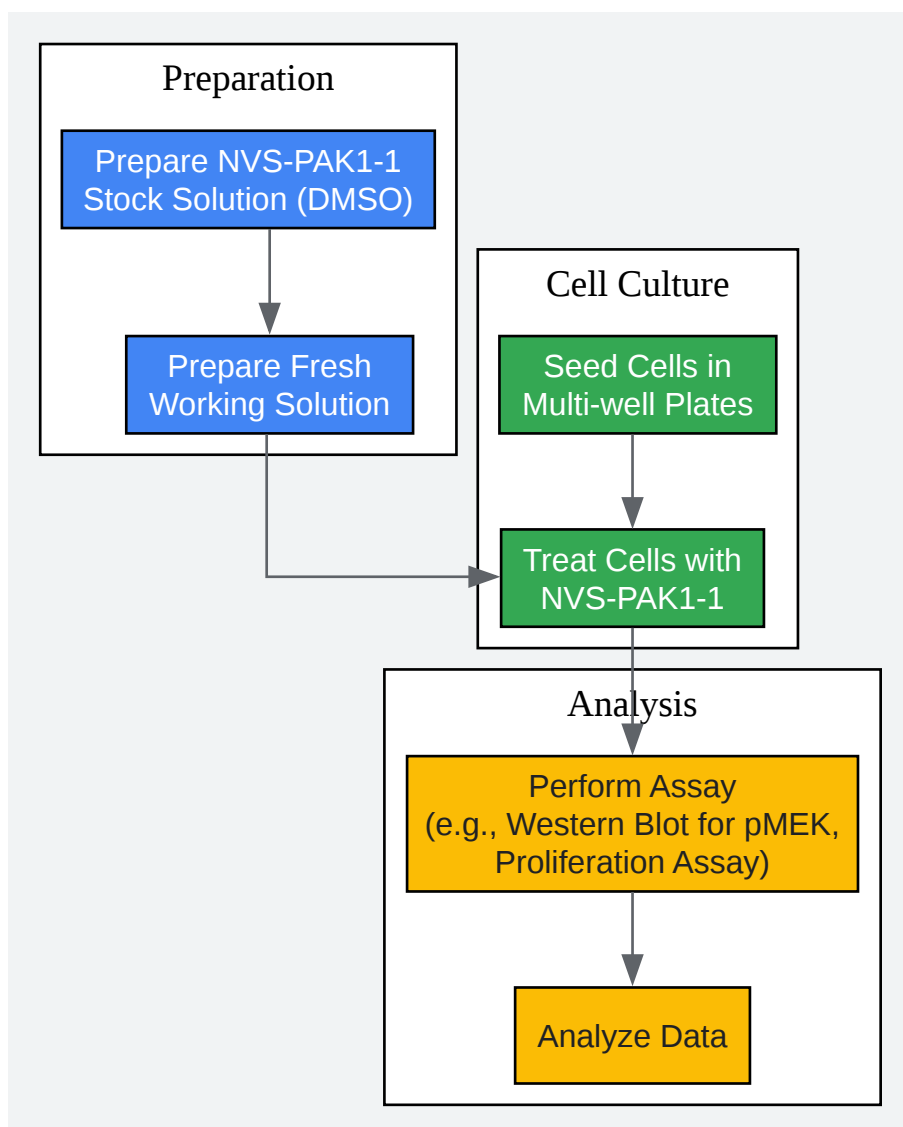 Preparation
Prepare NVS-PAK1-1
Stock Solution (DMSO)
Prepare Fresh
Working Solution
Cell Culture
Seed Cells in
Multi-well Plates
Treat Cells with
NVS-PAK1-1
Analysis
Perform Assay
(e.g., Western Blot for pMEK,
Proliferation Assay)
Analyze Data